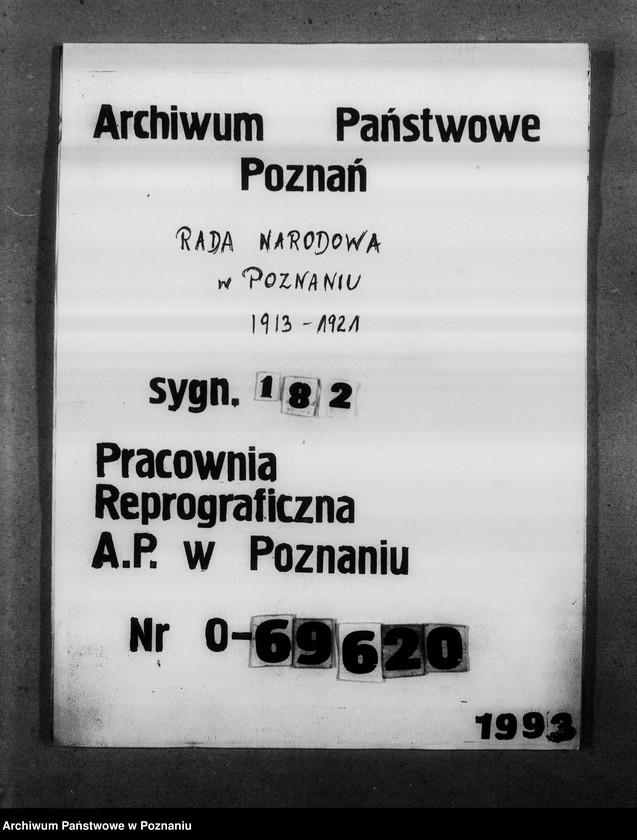 Archiwum Państwowe
Poznań
RADA NARODOWA
w POZNANIU
1913-1921
sygn. 182
Pracownia
Reprograficzna
A.P. w Poznaniu
Nr 0-69620
1993
Archiwum Państwowe w Poznaniu